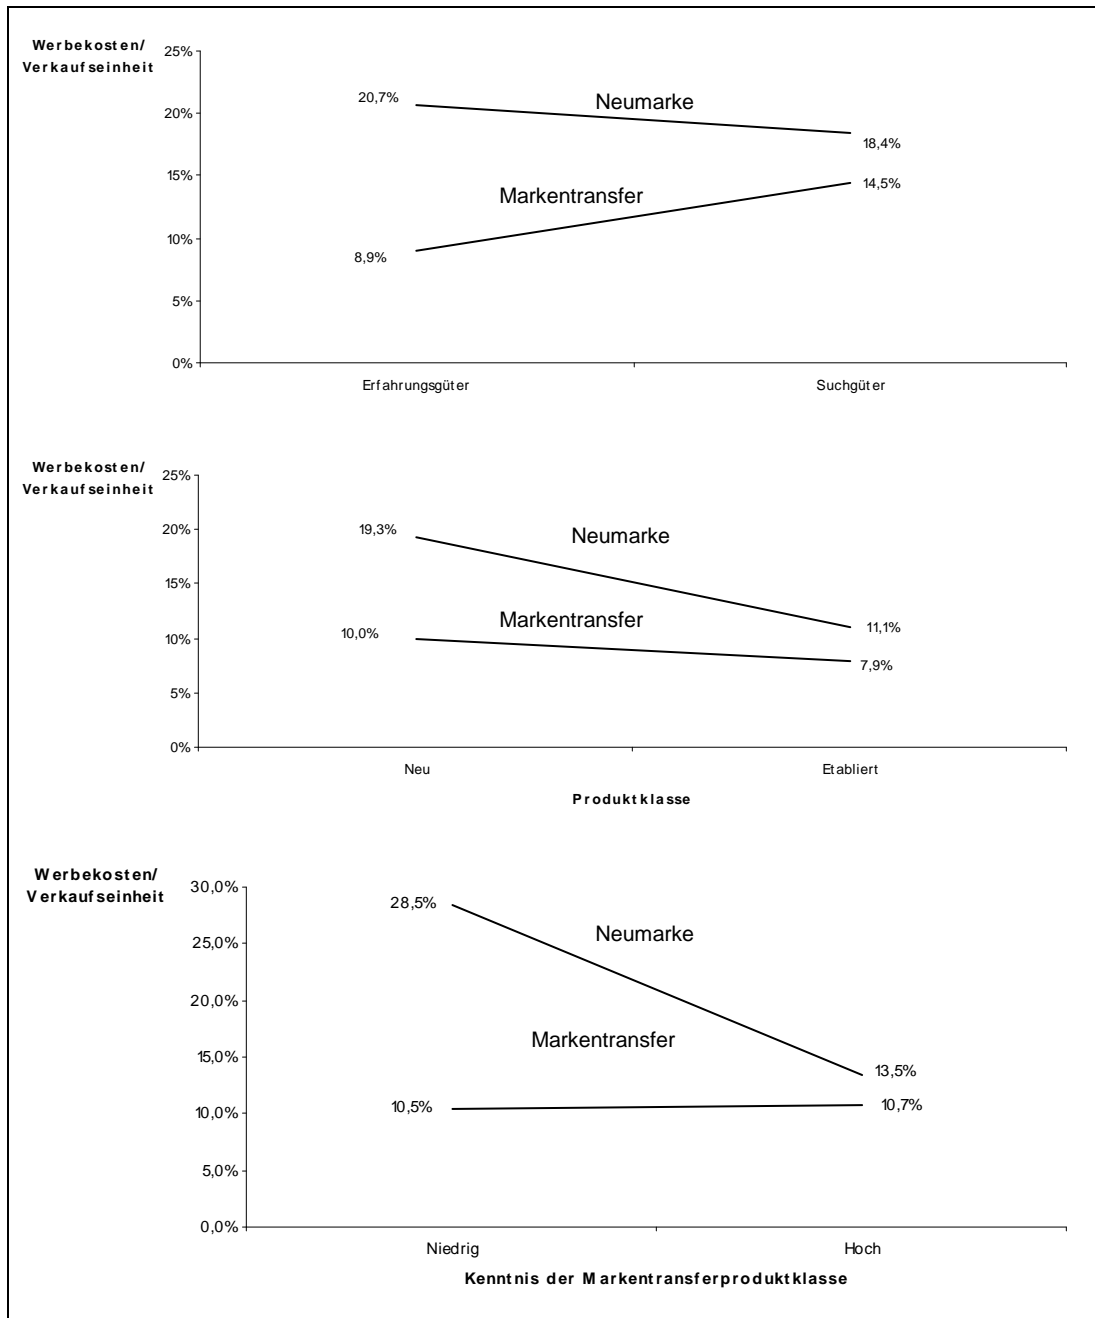 Werbekosten/
Verkaufseinheit
25%
20,7%
Neumarke
20%
18,4%
15%
Markentransfer
14,5%
10%
8,9%
5%
0%
Erfahrungsgüter
Suchgüter
Werbekosten/
Verkaufseinheit
25%
20%
19,3%
Neumarke
15%
Markentransfer
10%
10,0%
11,1%
7,9%
5%
0%
Neu
Etabliert
Produktklasse
Werbekosten/
Verkaufseinheit
30,0%
28,5%
Neumarke
25,0%
20,0%
Markentransfer
15,0%
13,5%
10,0%
10,5%
10,7%
5,0%
0,0%
Niedrig
Hoch
Kenntnis der Markentransferproduktklasse